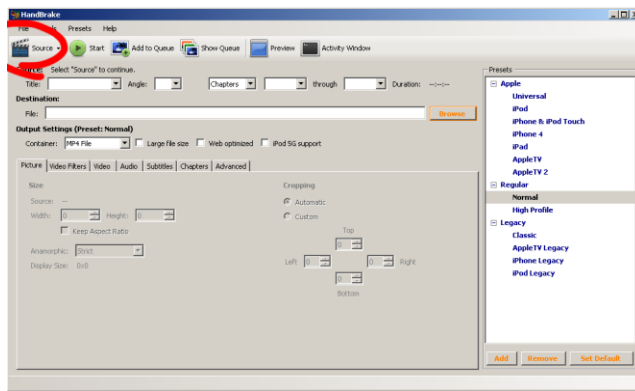 HandBrake
File Tools Presets Help
Source Start Add to Queue Show Queue Preview Activity Window
Source: Select "Source" to continue.
Title: Angle: Chapters through Duration: --:--:--
Destination:
File: Browse
Output Settings (Preset: Normal)
Container: MP4 File Large file size Web optimized iPod 5G support
Picture Video Filters Video Audio Subtitles Chapters Advanced
Size
Source: --
Width: 0 Height: 0
Keep Aspect Ratio
Anamorphic: Strict
Display Size: 0x0
Cropping
Automatic
Custom
Top
0
Left 0 0 Right
0
Bottom
Presets
Apple
Universal
iPod
iPhone & iPod Touch
iPhone 4
iPad
AppleTV
AppleTV 2
Regular
Normal
High Profile
Legacy
Classic
AppleTV Legacy
iPhone Legacy
iPod Legacy
Add Remove Set Default